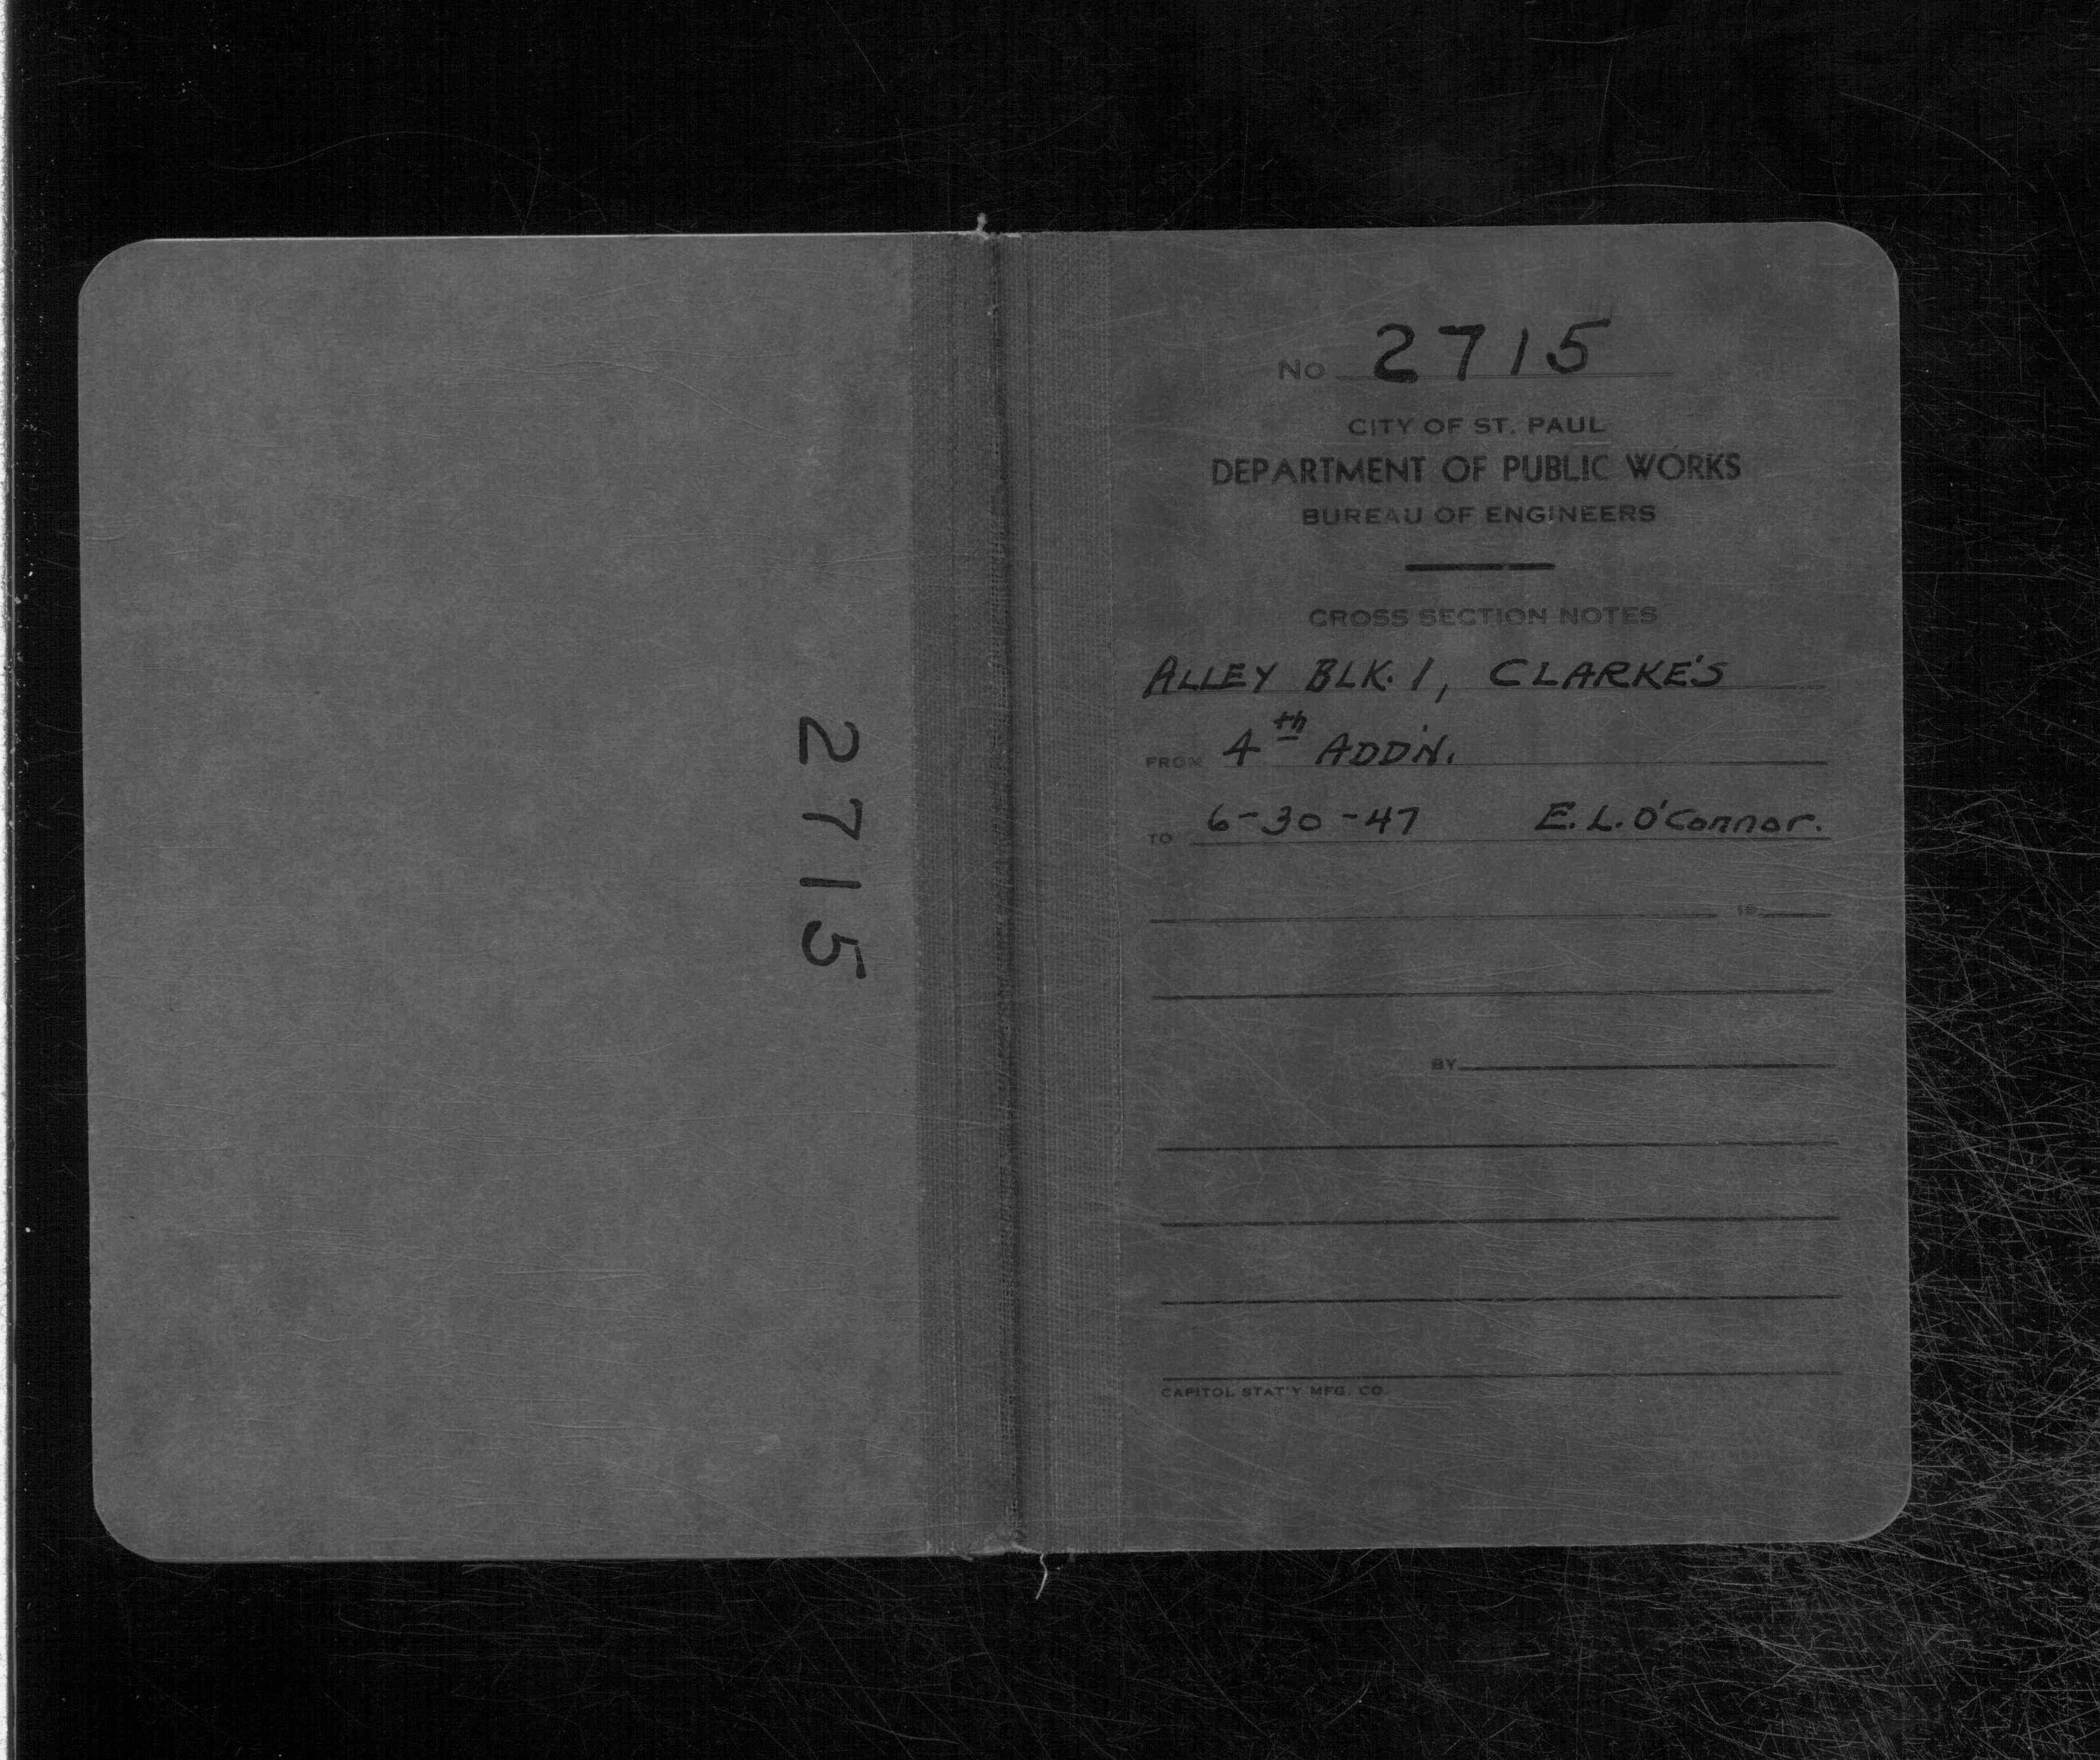 2715
No 2715
CITY OF ST. PAUL
DEPARTMENT OF PUBLIC WORKS
BUREAU OF ENGINEERS
CROSS SECTION NOTES
ALLEY BLK. 1, CLARKE'S
FROM 4th ADD'N.
TO 6-30-47 E.L. O'Connor.
19
BY
CAPITOL STAT'Y MFG. CO.